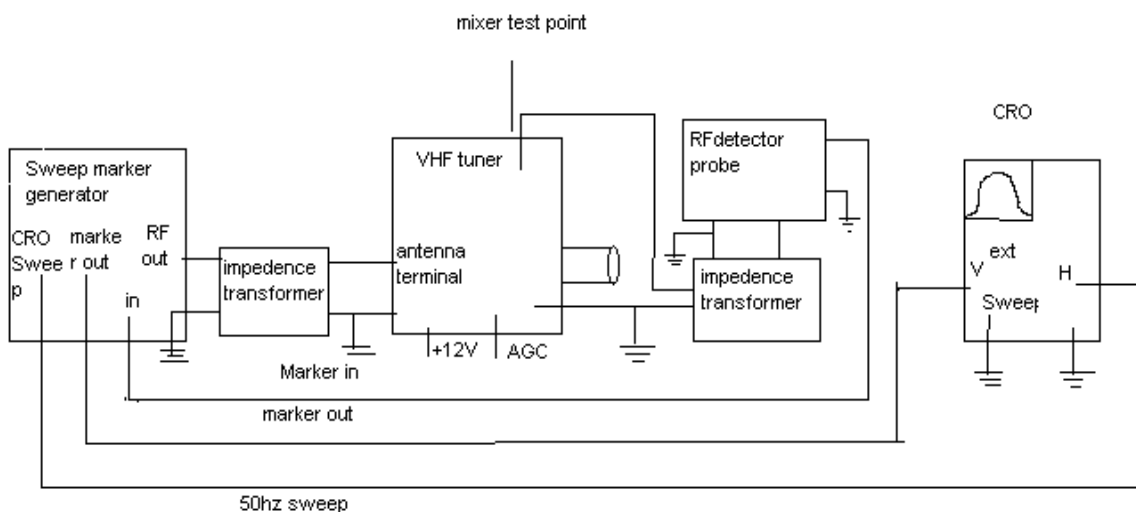 mixer test point
CRO
VHF tuner
RFdetector
probe
Sweep marker
generator
CRO
Swee
p
marke
r out
RF
out
in
impedence
transformer
antenna
terminal
+12V
AGC
impedence
transformer
ext
V
H
Sweep
Marker in
marker out
50hz sweep